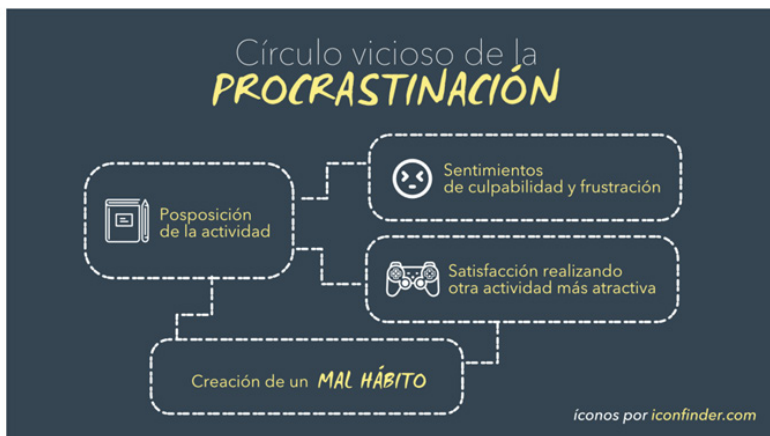 Círculo vicioso de la
PROCRASTINACIÓN
Posposición
de la actividad
Sentimientos
de culpabilidad y frustración
Satisfacción realizando
otra actividad más atractiva
Creación de un MAL HÁBITO
íconos por iconfinder.com